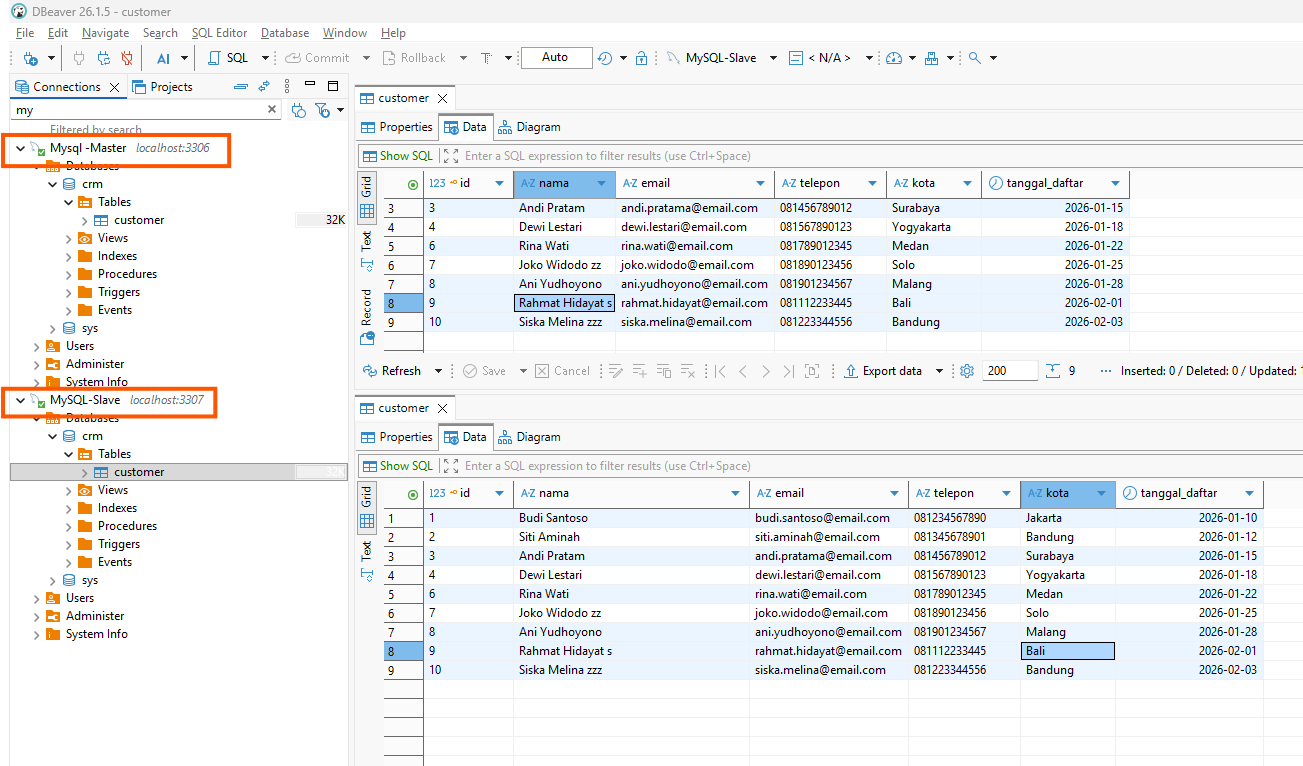 DBeaver 26.1.5 - customer
File Edit Navigate Search SQL Editor Database Window Help
AI SQL Commit Rollback T Auto MySQL-Slave < N/A >
Connections Projects
my
Filtered by search
Mysql -Master localhost:3306
Databases
crm
Tables
customer 32K
Views
Indexes
Procedures
Triggers
Events
sys
Users
Administer
System Info
MySQL-Slave localhost:3307
Databases
crm
Tables
customer 32K
Views
Indexes
Procedures
Triggers
Events
sys
Users
Administer
System Info
customer
Properties Data Diagram
Show SQL Enter a SQL expression to filter results (use Ctrl+Space)
Grid
Text
Record
123 id A-Z nama A-Z email A-Z telepon A-Z kota tanggal_daftar
3 3 Andi Pratam andi.pratama@email.com 081456789012 Surabaya 2026-01-15
4 4 Dewi Lestari dewi.lestari@email.com 081567890123 Yogyakarta 2026-01-18
5 6 Rina Wati rina.wati@email.com 081789012345 Medan 2026-01-22
6 7 Joko Widodo zz joko.widodo@email.com 081890123456 Solo 2026-01-25
7 8 Ani Yudhoyono ani.yudhoyono@email.com 081901234567 Malang 2026-01-28
8 9 Rahmat Hidayat s rahmat.hidayat@email.com 081112233445 Bali 2026-02-01
9 10 Siska Melina zzz siska.melina@email.com 081223344556 Bandung 2026-02-03
Refresh Save Cancel Export data 200 9 ... Inserted: 0 / Deleted: 0 / Updated: 1
customer
Properties Data Diagram
Show SQL Enter a SQL expression to filter results (use Ctrl+Space)
Grid
Text
123 id A-Z nama A-Z email A-Z telepon A-Z kota tanggal_daftar
1 1 Budi Santoso budi.santoso@email.com 081234567890 Jakarta 2026-01-10
2 2 Siti Aminah siti.aminah@email.com 081345678901 Bandung 2026-01-12
3 3 Andi Pratam andi.pratama@email.com 081456789012 Surabaya 2026-01-15
4 4 Dewi Lestari dewi.lestari@email.com 081567890123 Yogyakarta 2026-01-18
5 6 Rina Wati rina.wati@email.com 081789012345 Medan 2026-01-22
6 7 Joko Widodo zz joko.widodo@email.com 081890123456 Solo 2026-01-25
7 8 Ani Yudhoyono ani.yudhoyono@email.com 081901234567 Malang 2026-01-28
8 9 Rahmat Hidayat s rahmat.hidayat@email.com 081112233445 Bali 2026-02-01
9 10 Siska Melina zzz siska.melina@email.com 081223344556 Bandung 2026-02-03